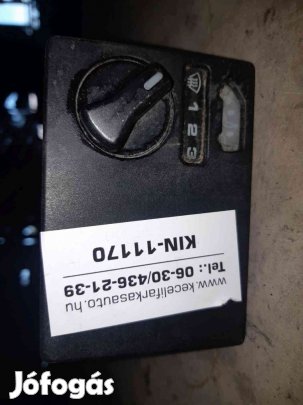 1 2 3
www.kecelifarkasauto.hu
Tel.: 06-30/436-21-39
KIN-11170
Jófogás